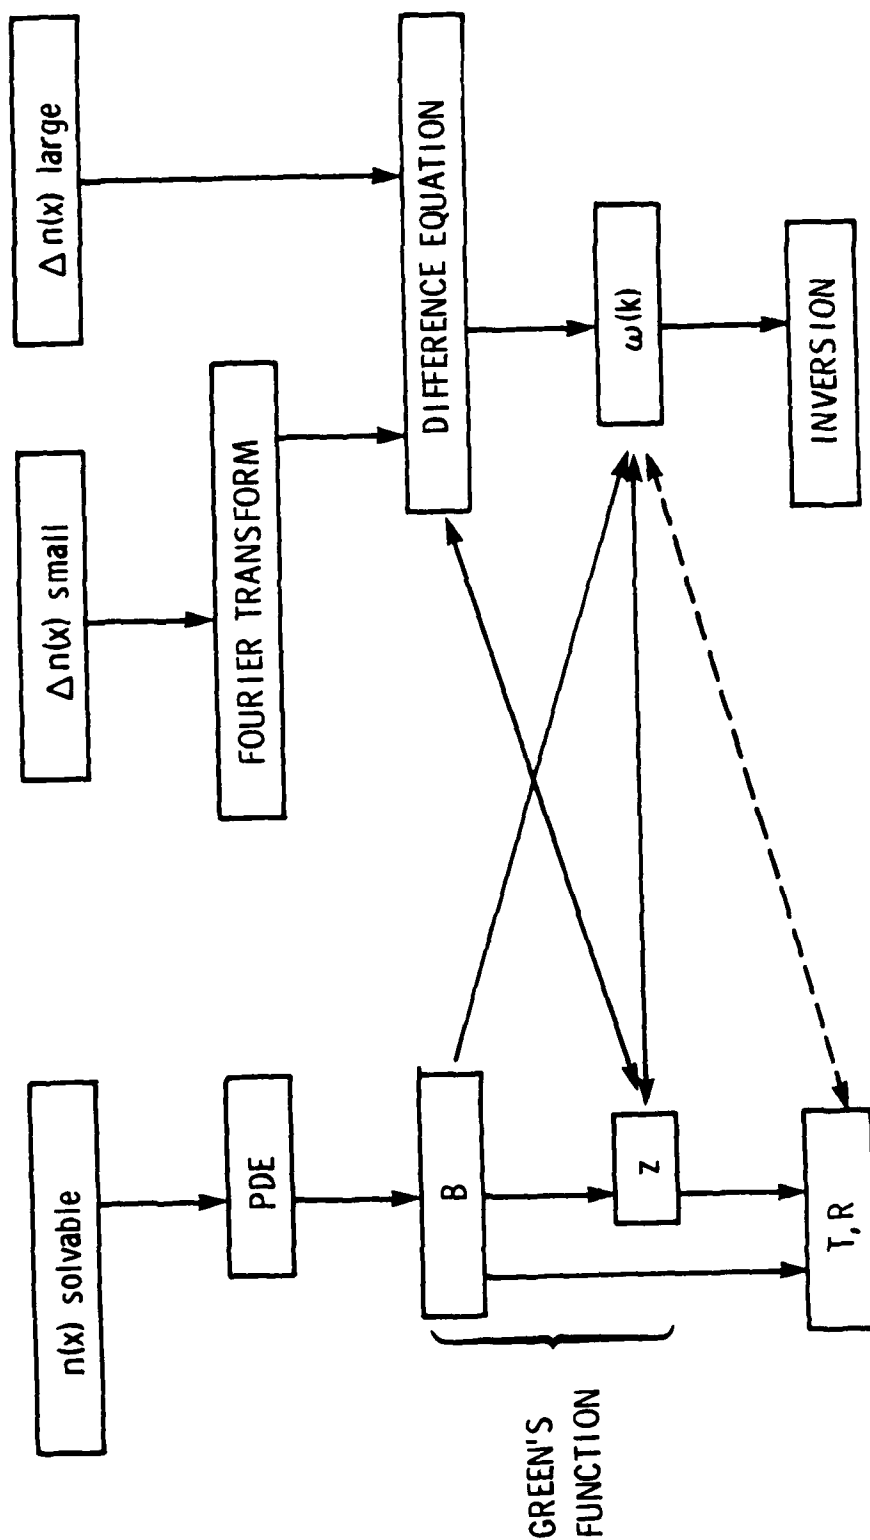 n(x) solvable
Δn(x) small
Δn(x) large
PDE
FOURIER TRANSFORM
B
DIFFERENCE EQUATION
GREEN'S
FUNCTION
z
ω(k)
T, R
INVERSION